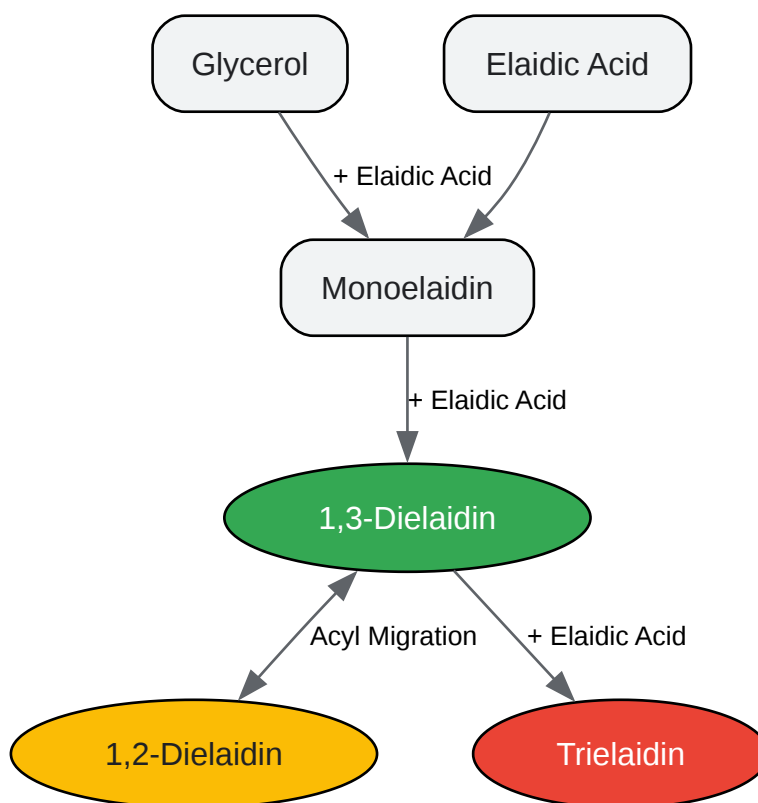 Glycerol
Elaidic Acid
+ Elaidic Acid
Monoelaidin
+ Elaidic Acid
1,3-Dielaidin
Acyl Migration
+ Elaidic Acid
1,2-Dielaidin
Trielaidin